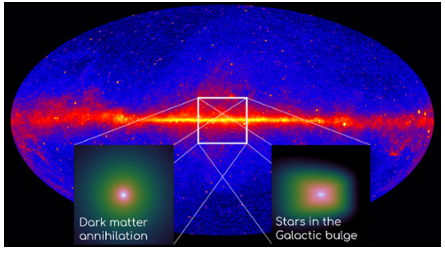 Dark matter
annihilation
Stars in the
Galactic bulge